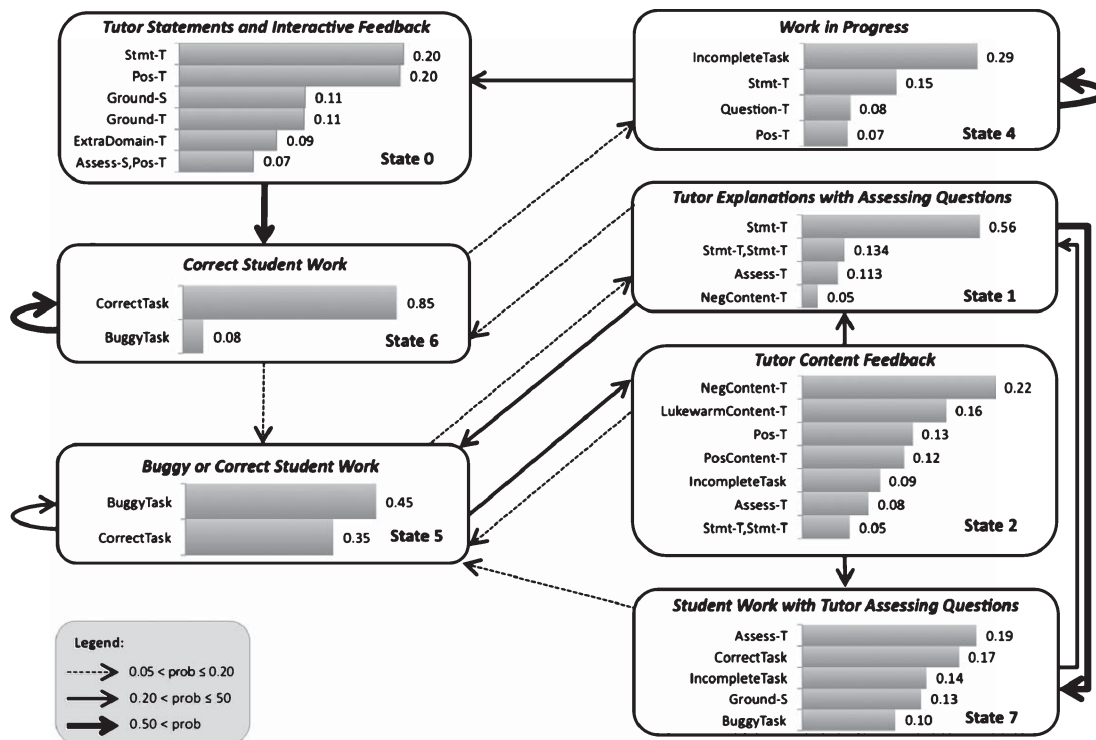 Tutor Statements and Interactive Feedback
Stmt-T 0.20
Pos-T 0.20
Ground-S 0.11
Ground-T 0.11
ExtraDomain-T 0.09
Assess-S,Pos-T 0.07
State 0
Work in Progress
IncompleteTask 0.29
Stmt-T 0.15
Question-T 0.08
Pos-T 0.07
State 4
Correct Student Work
CorrectTask 0.85
BuggyTask 0.08
State 6
Tutor Explanations with Assessing Questions
Stmt-T 0.56
Stmt-T,Stmt-T 0.134
Assess-T 0.113
NegContent-T 0.05
State 1
Tutor Content Feedback
NegContent-T 0.22
LukewarmContent-T 0.16
Pos-T 0.13
PosContent-T 0.12
IncompleteTask 0.09
Assess-T 0.08
Stmt-T,Stmt-T 0.05
State 2
Buggy or Correct Student Work
BuggyTask 0.45
CorrectTask 0.35
State 5
Student Work with Tutor Assessing Questions
Assess-T 0.19
CorrectTask 0.17
IncompleteTask 0.14
Ground-S 0.13
BuggyTask 0.10
State 7
Legend:
0.05 < prob ≤ 0.20
0.20 < prob ≤ 50
0.50 < prob